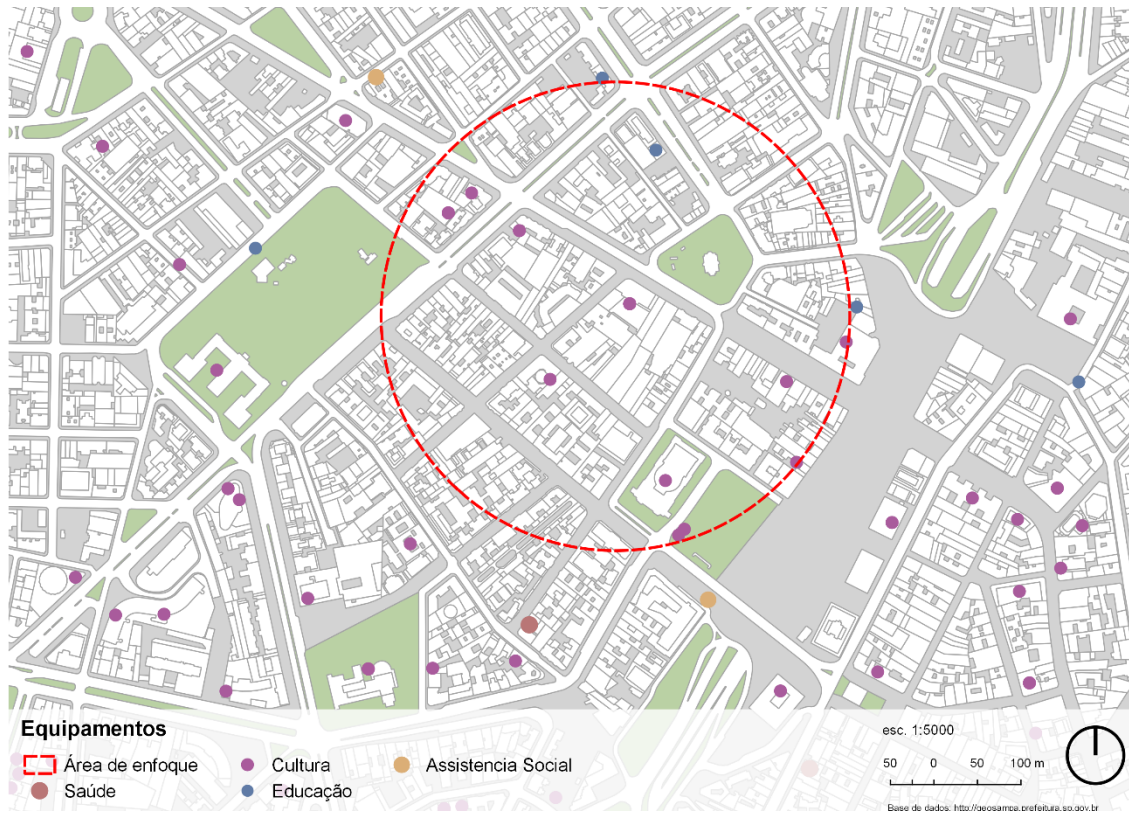 Equipamentos
Área de enfoque
Cultura
Assistencia Social
Saúde
Educação
esc. 1:5000
50 0 50 100 m
Base de dados: http://geosampa.prefeitura.sp.gov.br